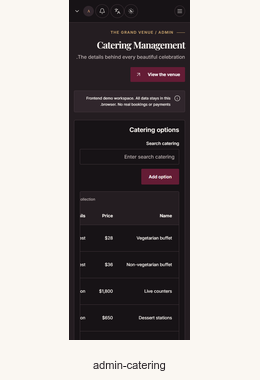 THE GRAND VENUE / ADMIN
Catering Management
.The details behind every beautiful celebration
View the venue
Frontend demo workspace. All data stays in this
.browser. No real bookings or payments
Catering options
Search catering
Enter search catering
Add option
Price Name
$28 Vegetarian buffet
$36 Non-vegetarian buffet
$1,800 Live counters
$650 Dessert stations
admin-catering